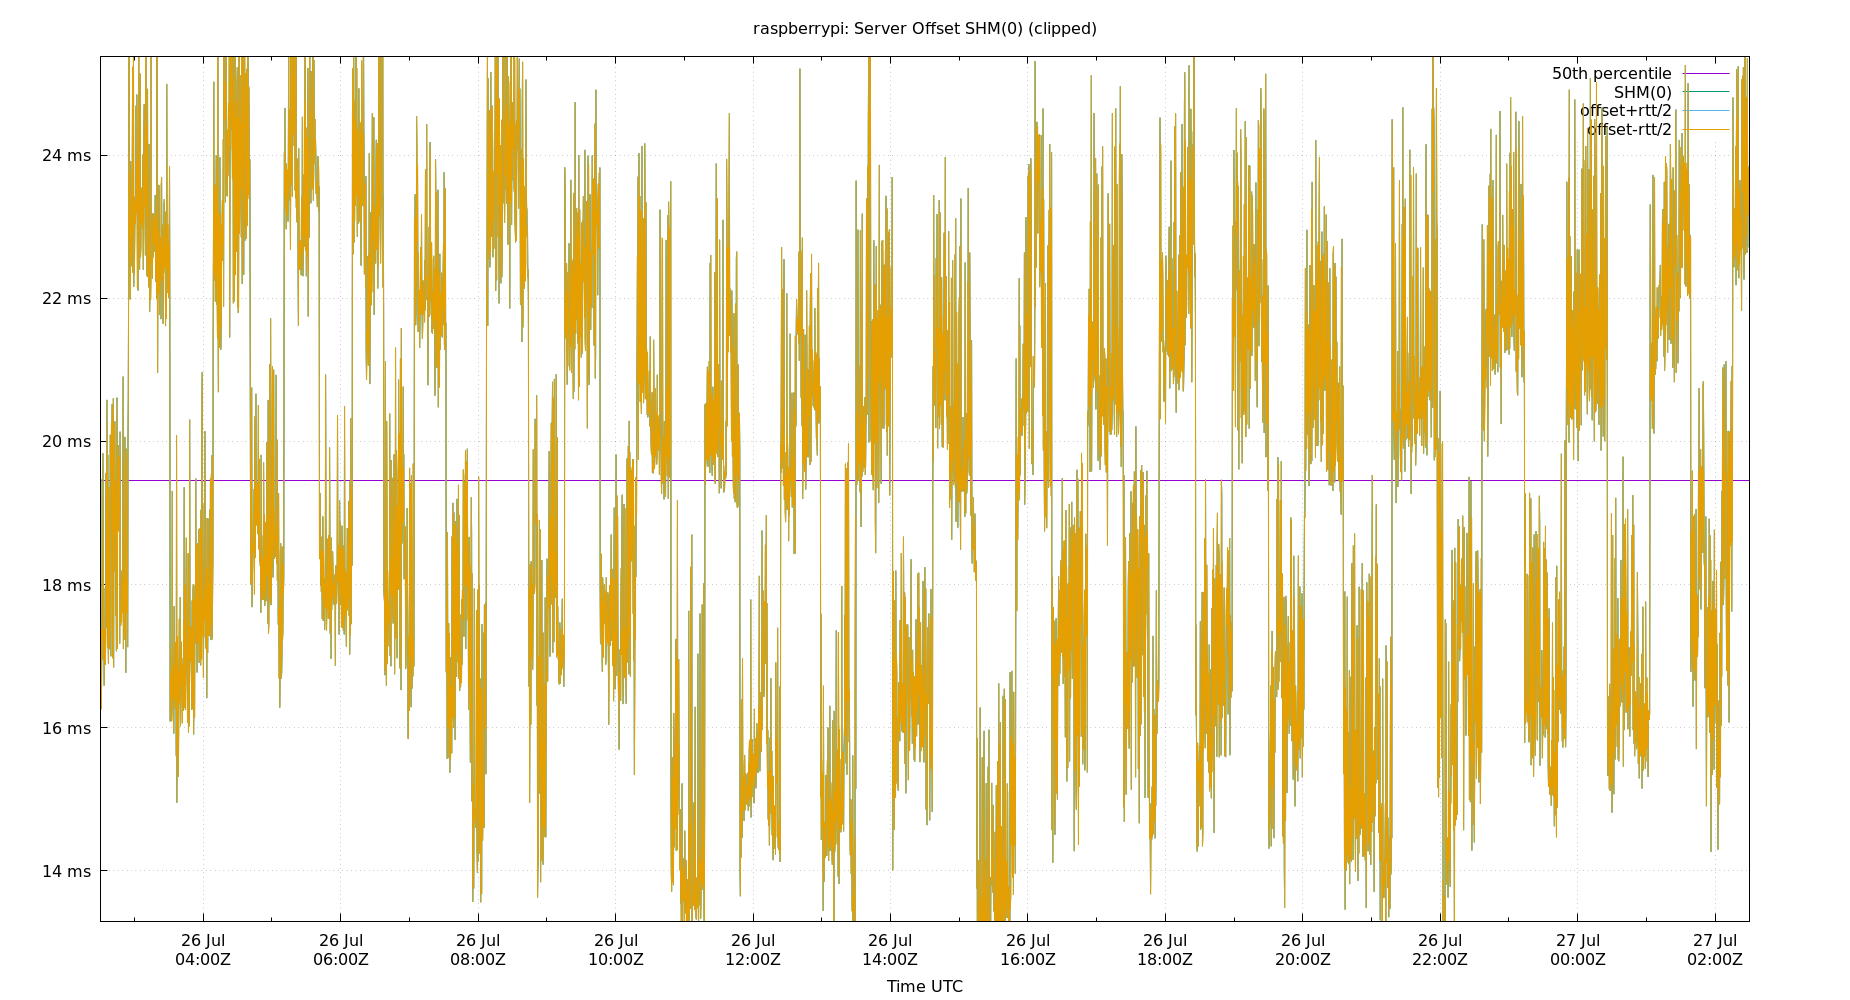 raspberrypi: Server Offset SHM(0) (clipped)
50th percentile
SHM(0)
offset+rtt/2
offset-rtt/2
24 ms
22 ms
20 ms
18 ms
16 ms
14 ms
26 Jul 26 Jul 26 Jul 26 Jul 26 Jul 26 Jul 26 Jul 26 Jul 26 Jul 26 Jul 27 Jul 27 Jul
04:00Z 06:00Z 08:00Z 10:00Z 12:00Z 14:00Z 16:00Z 18:00Z 20:00Z 22:00Z 00:00Z 02:00Z
Time UTC